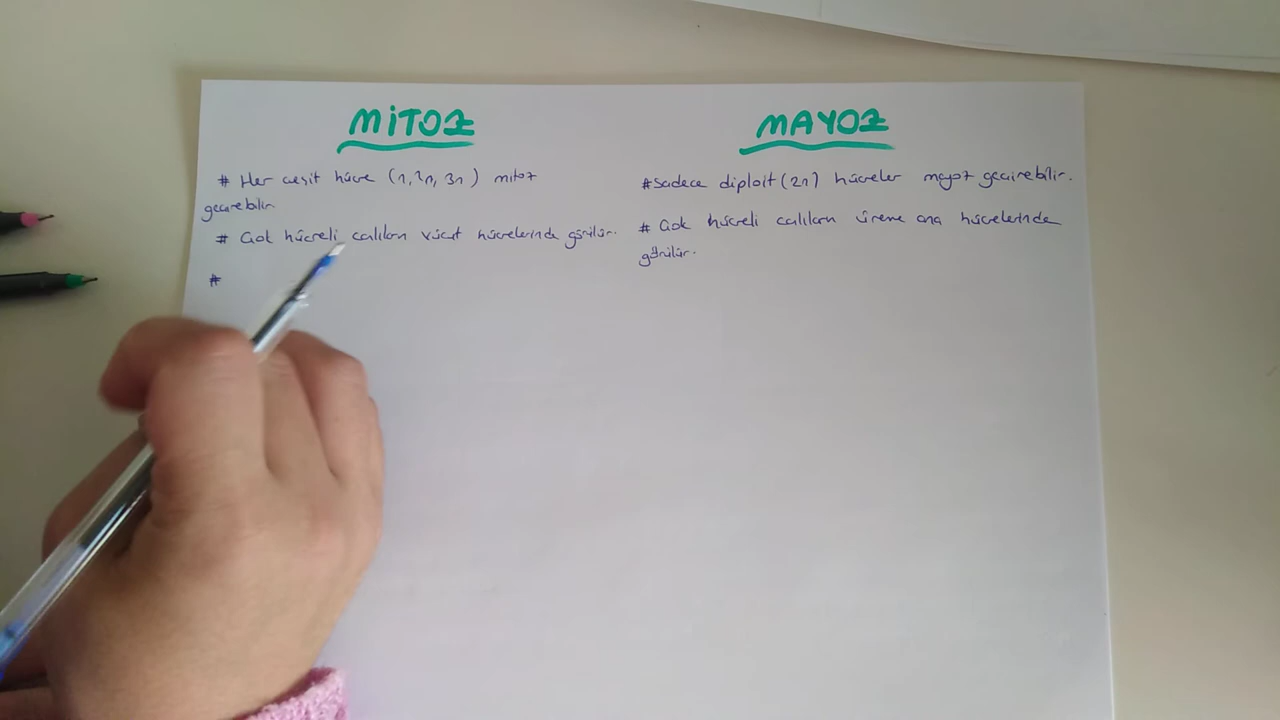 MİTOZ
# Her çeşit hücre (n, 2n, 3n) mitoz
geçirebilir
# Çok hücreli canlıların vücut hücrelerinde görülür.
#
MAYOZ
#Sadece diploit (2n) hücreler mayoz geçirebilir.
# Çok hücreli canlıların üreme ana hücrelerinde
görülür.